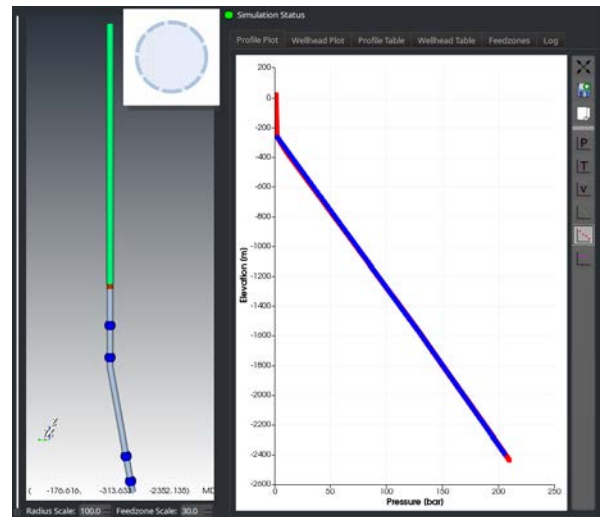 Simulation Status
Profile Plot Wellhead Plot Profile Table Wellhead Table Feedzones Log
200
0
-200
-400
-600
-800
-1000
-1200
-1400
-1600
-1800
-2000
-2200
-2400
-2600
Elevation (m)
0 50 100 150 200 250
Pressure (bar)
P
T
V
( -176.616, -313.633, -2352.135) MD
Radius Scale: 100.0 Feedzone Scale: 30.0